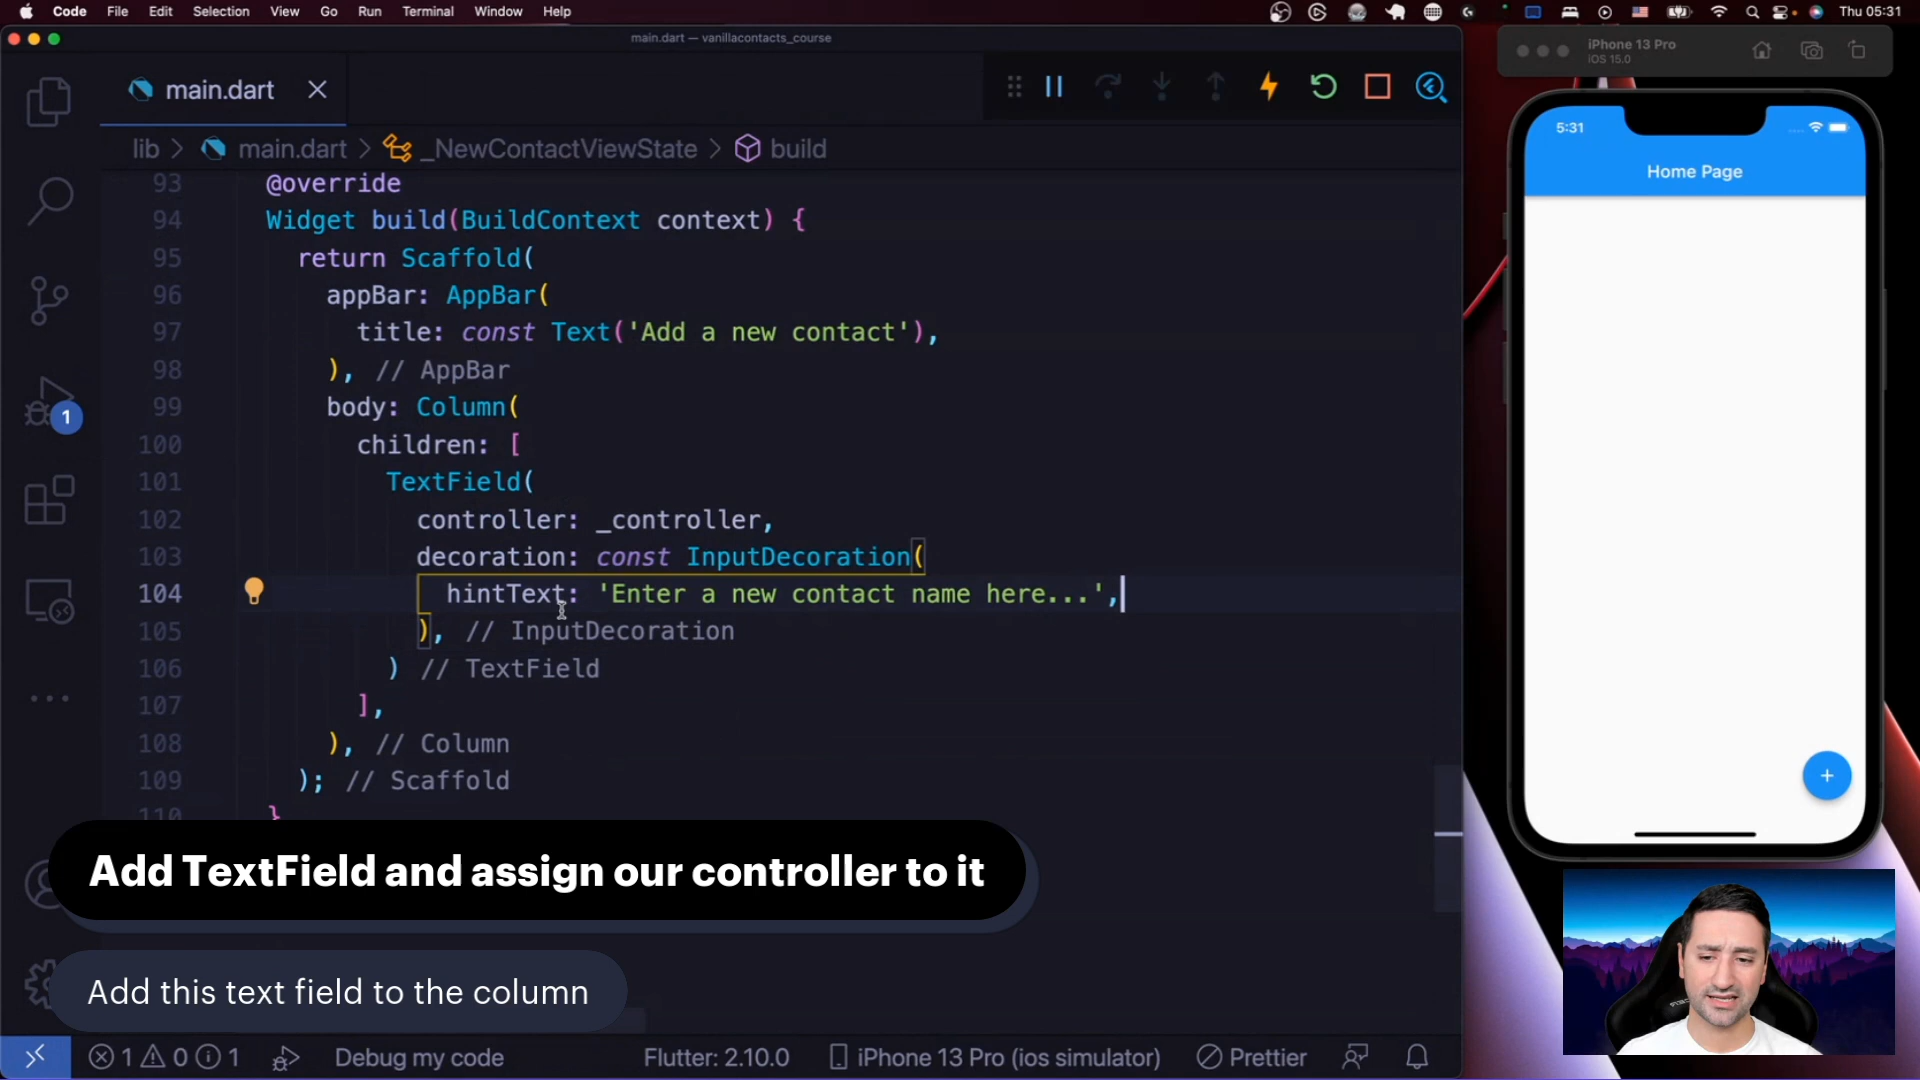 Code File Edit Selection View Go Run Terminal Window Help Thu 05:31
main.dart — vanillacontacts_course
main.dart
lib > main.dart > _NewContactViewState > build
93 @override
94 Widget build(BuildContext context) {
95 return Scaffold(
96 appBar: AppBar(
97 title: const Text('Add a new contact'),
98 ), // AppBar
99 body: Column(
100 children: [
101 TextField(
102 controller: _controller,
103 decoration: const InputDecoration(
104 hintText: 'Enter a new contact name here...',
105 ), // InputDecoration
106 ) // TextField
107 ],
108 ), // Column
109 ); // Scaffold
110 }
1
Add TextField and assign our controller to it
Add this text field to the column
1 0 1 Debug my code Flutter: 2.10.0 iPhone 13 Pro (ios simulator) Prettier
iPhone 13 Pro
iOS 15.0
5:31
Home Page
+